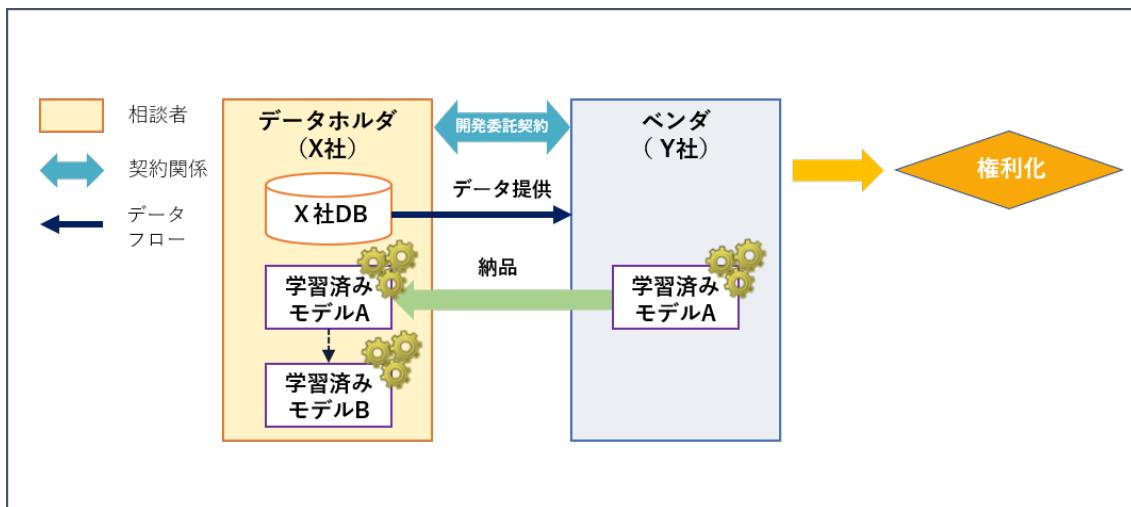 相談者
契約関係
データ
フロー
データホルダ
（X社）
開発委託契約
ベンダ
（ Y社）
権利化
X 社DB
データ提供
納品
学習済み
モデルA
学習済み
モデルA
学習済み
モデルB